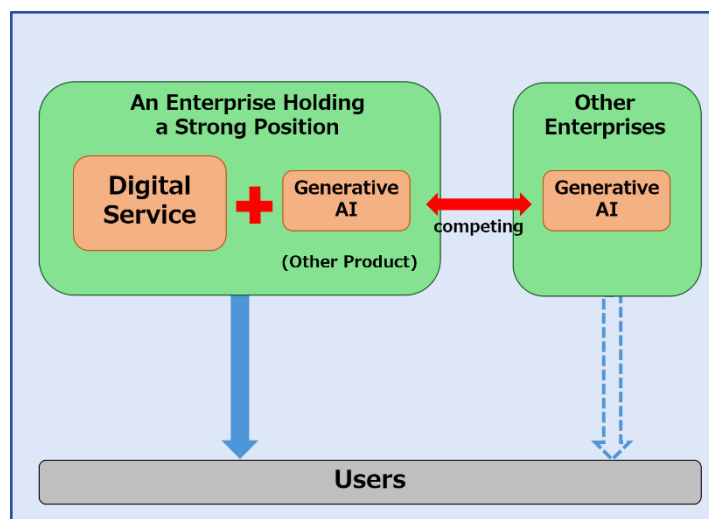 An Enterprise Holding
a Strong Position
Digital
Service
Generative
AI
(Other Product)
competing
Other
Enterprises
Generative
AI
Users